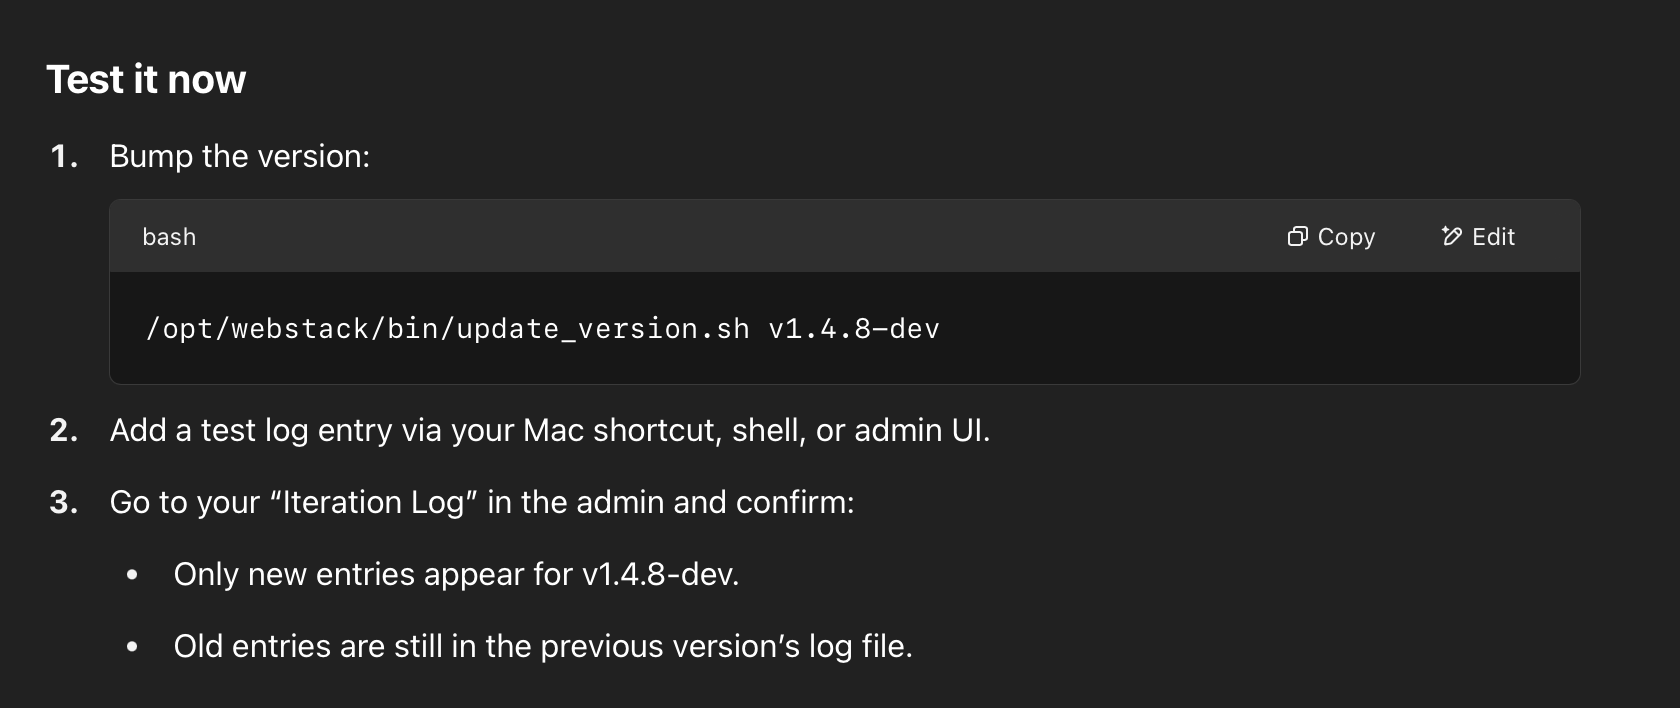 Test it now
1. Bump the version:
bash Copy Edit
/opt/webstack/bin/update_version.sh v1.4.8-dev
2. Add a test log entry via your Mac shortcut, shell, or admin UI.
3. Go to your “Iteration Log” in the admin and confirm:
• Only new entries appear for v1.4.8-dev.
• Old entries are still in the previous version’s log file.